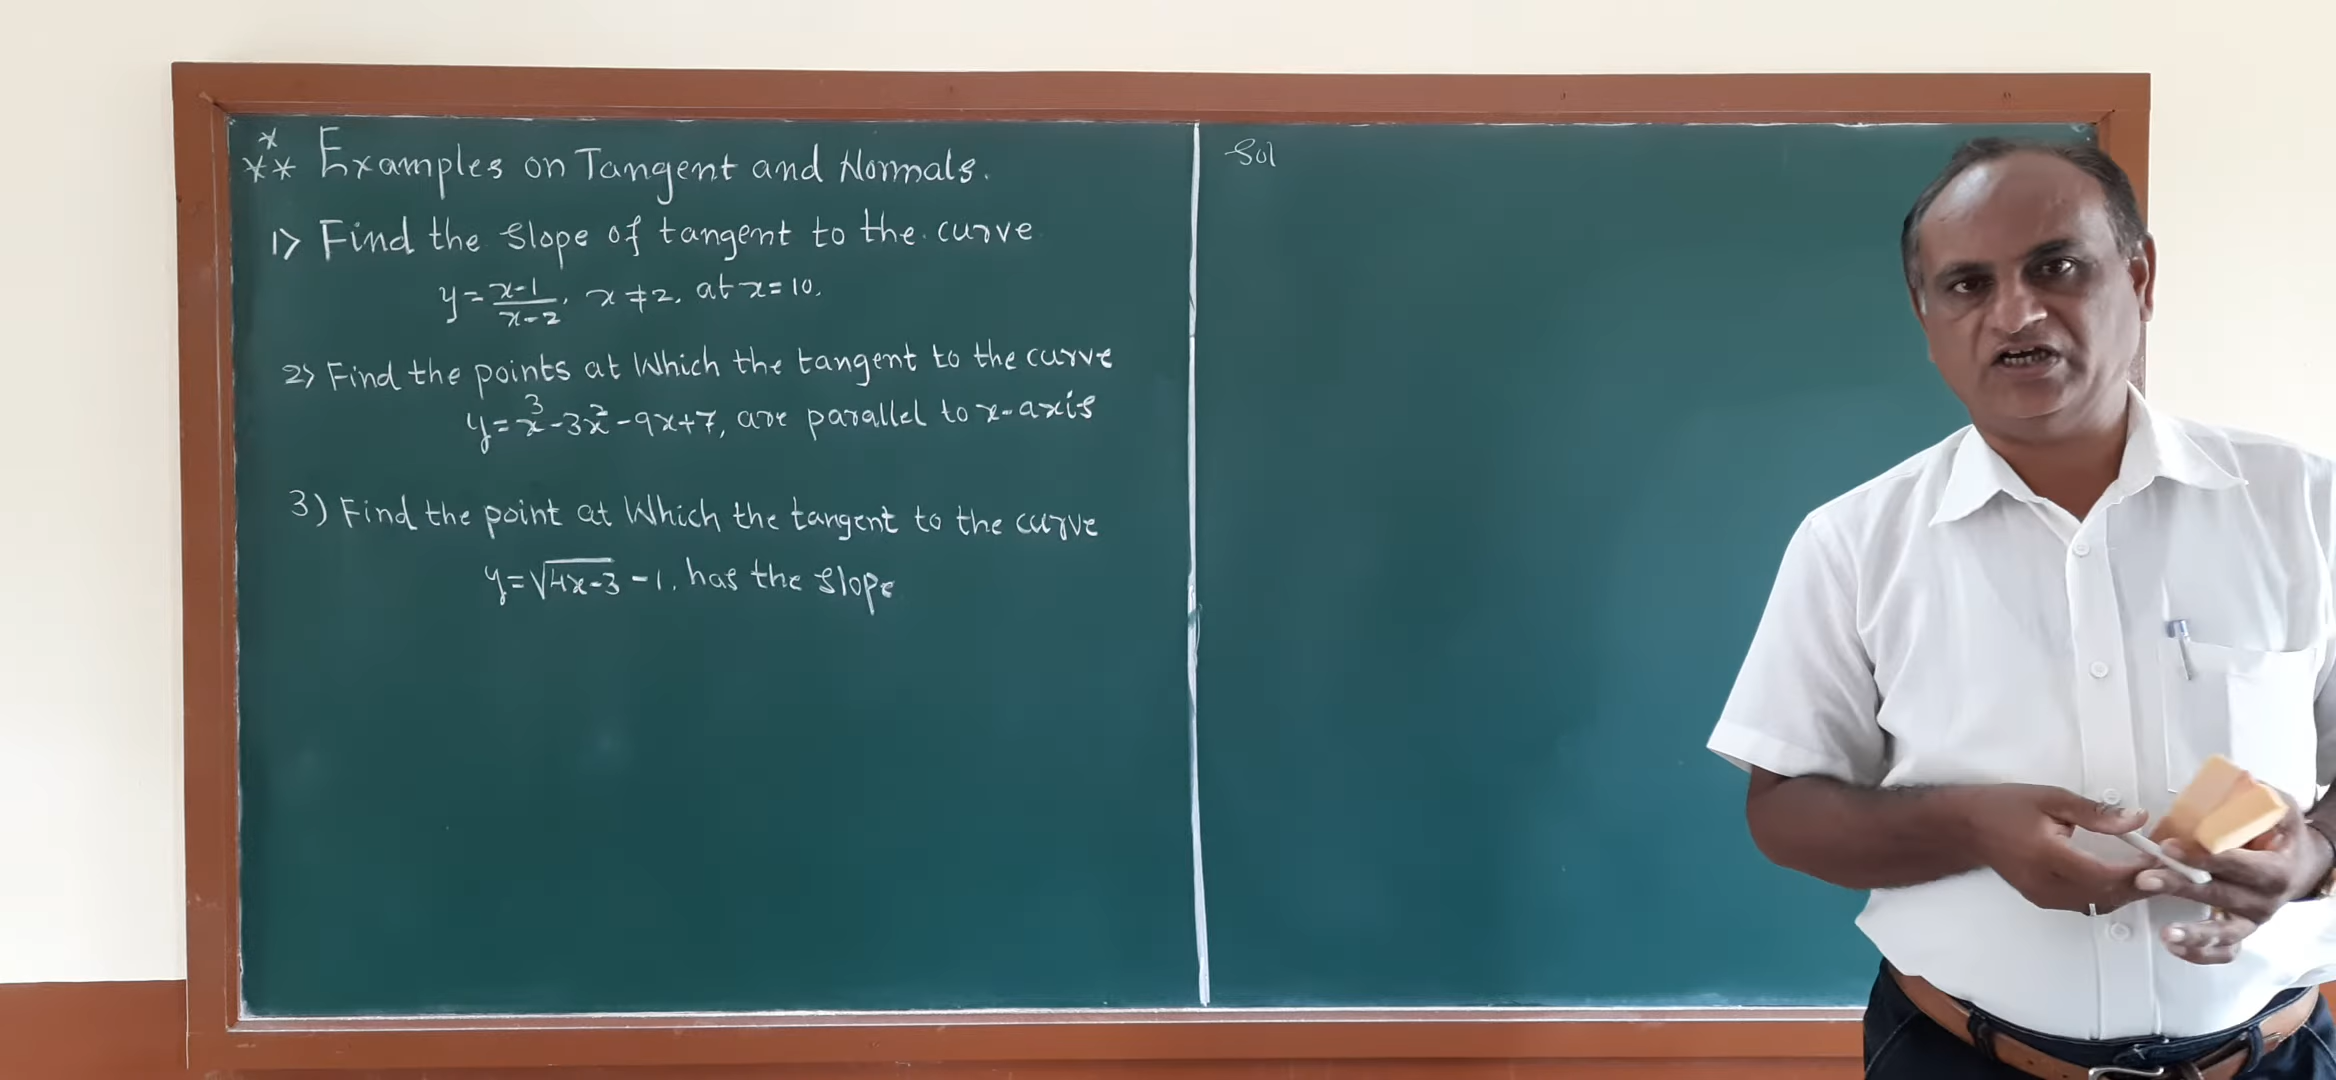 *** Examples on Tangent and Normals.
1) Find the slope of tangent to the curve
y = x-1/x-2, x ≠ 2, at x = 10.
2) Find the points at Which the tangent to the curve
y = x³ - 3x² - 9x + 7, are parallel to x-axis
3) Find the point at Which the tangent to the curve
y = √4x-3 - 1, has the slope
Sol